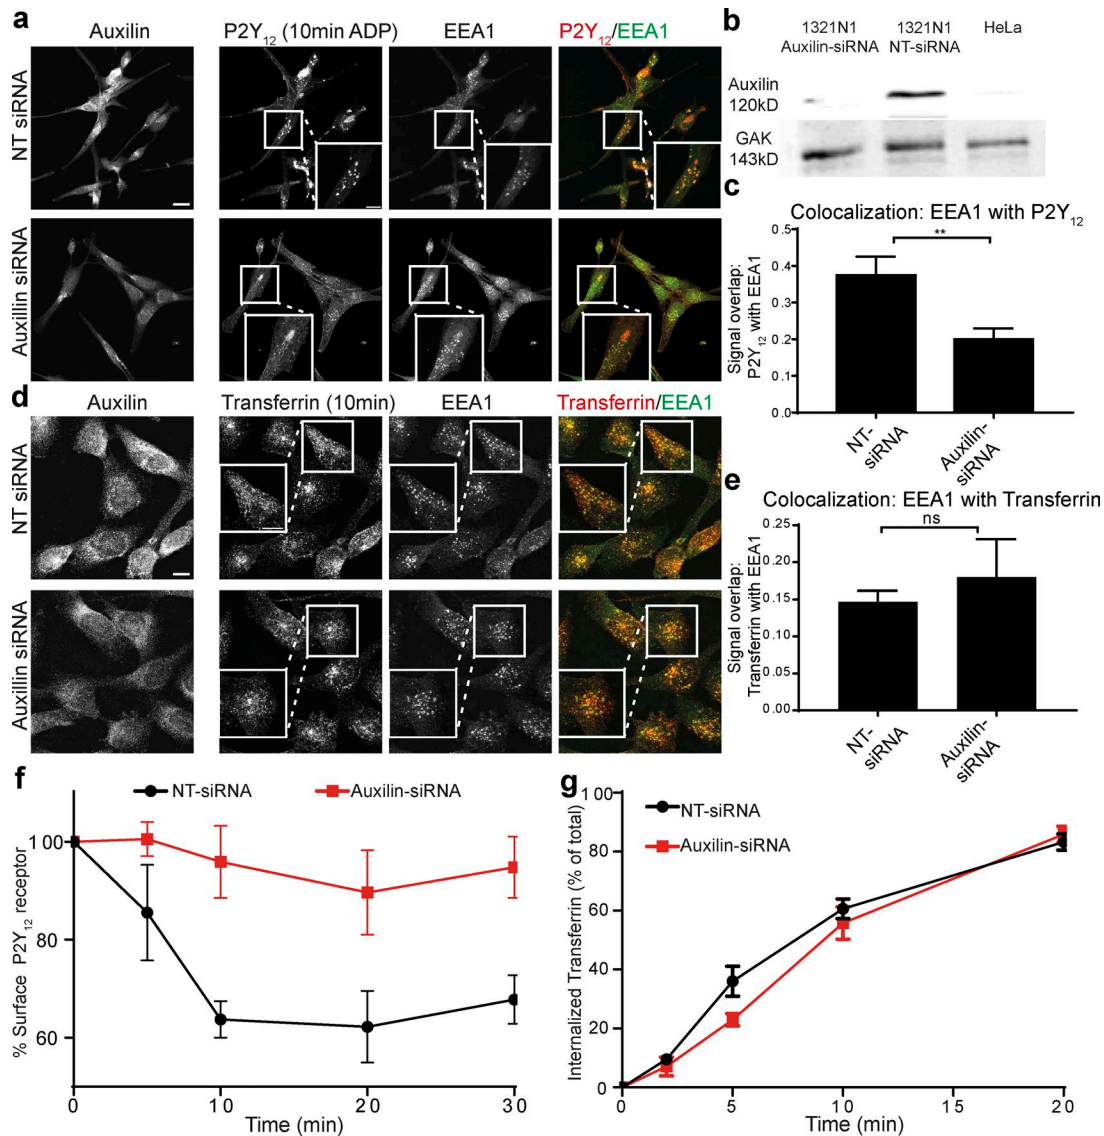 a
Auxilin
P2Y12 (10min ADP)
EEA1
P2Y12/EEA1
NT siRNA
Auxilin siRNA
b
1321N1
Auxilin-siRNA
1321N1
NT-siRNA
HeLa
Auxilin
120kD
GAK
143kD
c
Colocalization: EEA1 with P2Y12
Signal overlap:
P2Y12 with EEA1
0.5
0.4
0.3
0.2
0.1
0.0
**
NT-
siRNA
Auxilin-
siRNA
d
Auxilin
Transferrin (10min)
EEA1
Transferrin/EEA1
NT siRNA
Auxilin siRNA
e
Colocalization: EEA1 with Transferrin
Signal overlap:
Transferrin with EEA1
0.25
0.20
0.15
0.10
0.05
0.00
ns
NT-
siRNA
Auxilin-
siRNA
f
NT-siRNA
Auxilin-siRNA
% Surface P2Y12 receptor
100
80
60
0
10
20
30
Time (min)
g
NT-siRNA
Auxilin-siRNA
Internalized Transferrin (% of total)
100
80
60
40
20
0
0
5
10
15
20
Time (min)